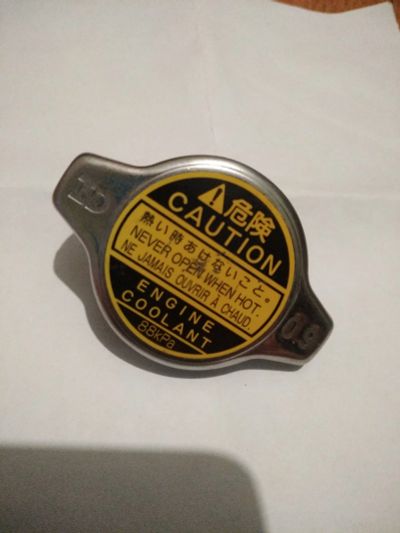 危険
CAUTION
熱い時あけないこと。
NEVER OPEN WHEN HOT.
NE JAMAIS OUVRIR À CHAUD.
ENGINE
COOLANT
88kPa
0.9